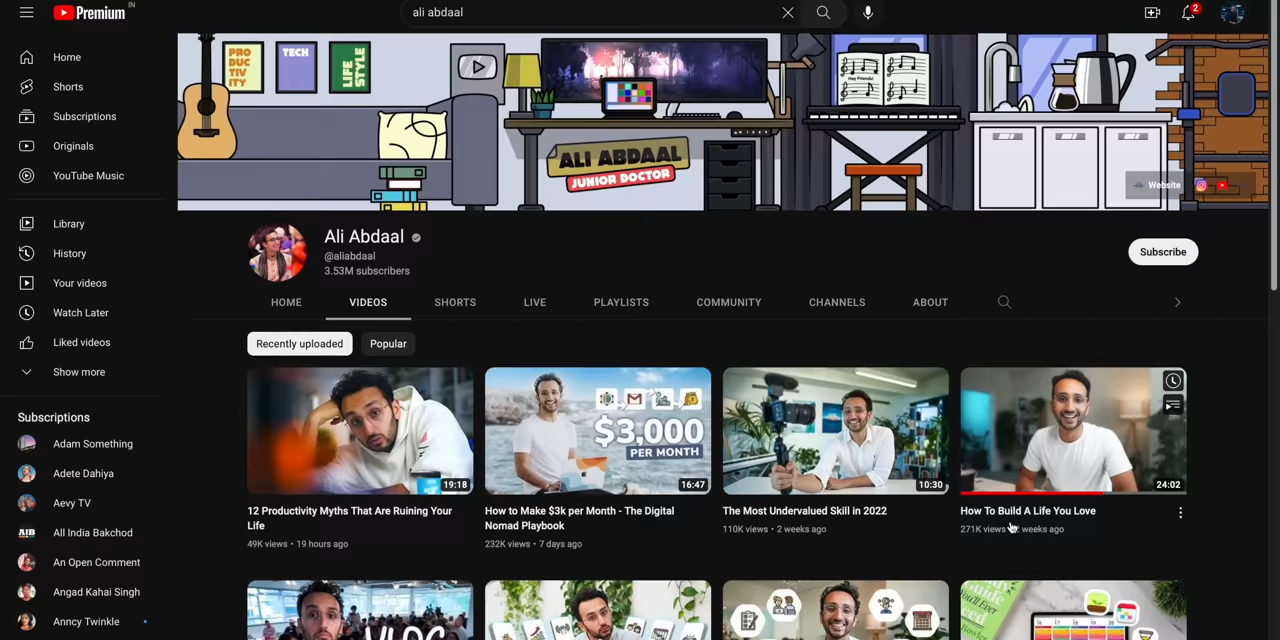 Premium IN
ali abdaal
2
Home
Shorts
Subscriptions
Originals
YouTube Music
Library
History
Your videos
Watch Later
Liked videos
Show more
Subscriptions
Adam Something
Adete Dahiya
Aevy TV
All India Bakchod
An Open Comment
Angad Kahai Singh
Anncy Twinkle
PRO
DUC
TIV
ITY
TECH
LIFE
STYLE
Hey Friends!
ALI ABDAAL
JUNIOR DOCTOR
Website
Ali Abdaal
@aliabdaal
3.53M subscribers
Subscribe
HOME
VIDEOS
SHORTS
LIVE
PLAYLISTS
COMMUNITY
CHANNELS
ABOUT
Recently uploaded
Popular
19:18
12 Productivity Myths That Are Ruining Your
Life
49K views • 19 hours ago
$3,000
PER MONTH
16:47
How to Make $3k per Month - The Digital
Nomad Playbook
232K views • 7 days ago
10:30
The Most Undervalued Skill in 2022
110K views • 2 weeks ago
24:02
How To Build A Life You Love
271K views weeks ago
VLOG